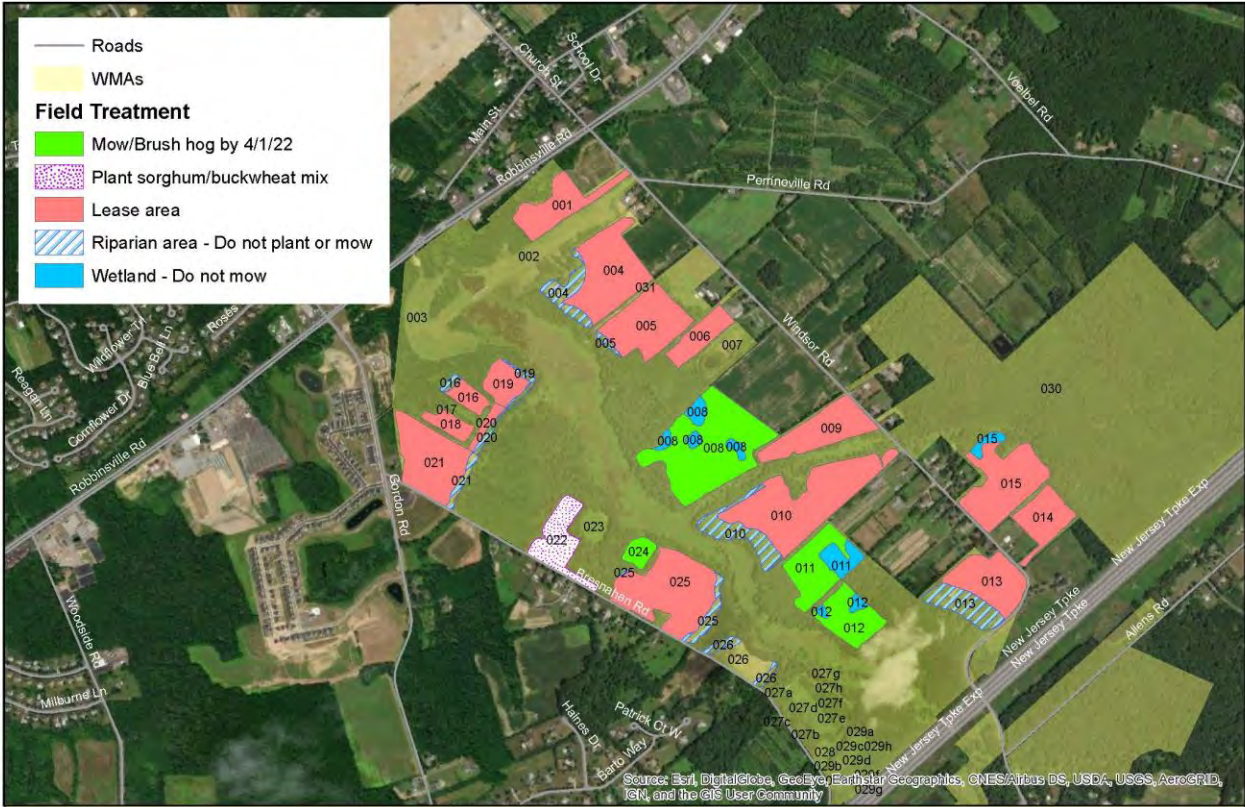 Roads
WMAs
Field Treatment
Mow/Brush hog by 4/1/22
Plant sorghum/buckwheat mix
Lease area
Riparian area - Do not plant or mow
Wetland - Do not mow
School Dr
Church St
Main St
Robbinsville Rd
Voelbel Rd
Perrineville Rd
Windsor Rd
Wildflower Trl
Blue Bell Ln
Cornflower Dr
Reagan Ln
Robbinsville Rd
Gordon Rd
Woodside Rd
Milburne Ln
Bresnahan Rd
Haines Dr
Patrick Ct W
Barto Way
New Jersey Tpke Exp
New Jersey Tpke
New Jersey Tpke
New Jersey Tpke Exp
Allens Rd
001
002
003
004
004
031
005
005
006
007
016
016
017
018
019
019
020
020
021
021
008
008
008
008
008
009
010
010
011
011
012
012
012
013
013
014
015
015
030
022
023
024
025
025
025
026
026
026
027a
027b
027c
027d
027e
027f
027g
027h
028
029a
029b
029c
029h
029d
029g
Source: Esri, DigitalGlobe, GeoEye, Earthstar Geographics, CNES/Airbus DS, USDA, USGS, AeroGRID,
IGN, and the GIS User Community